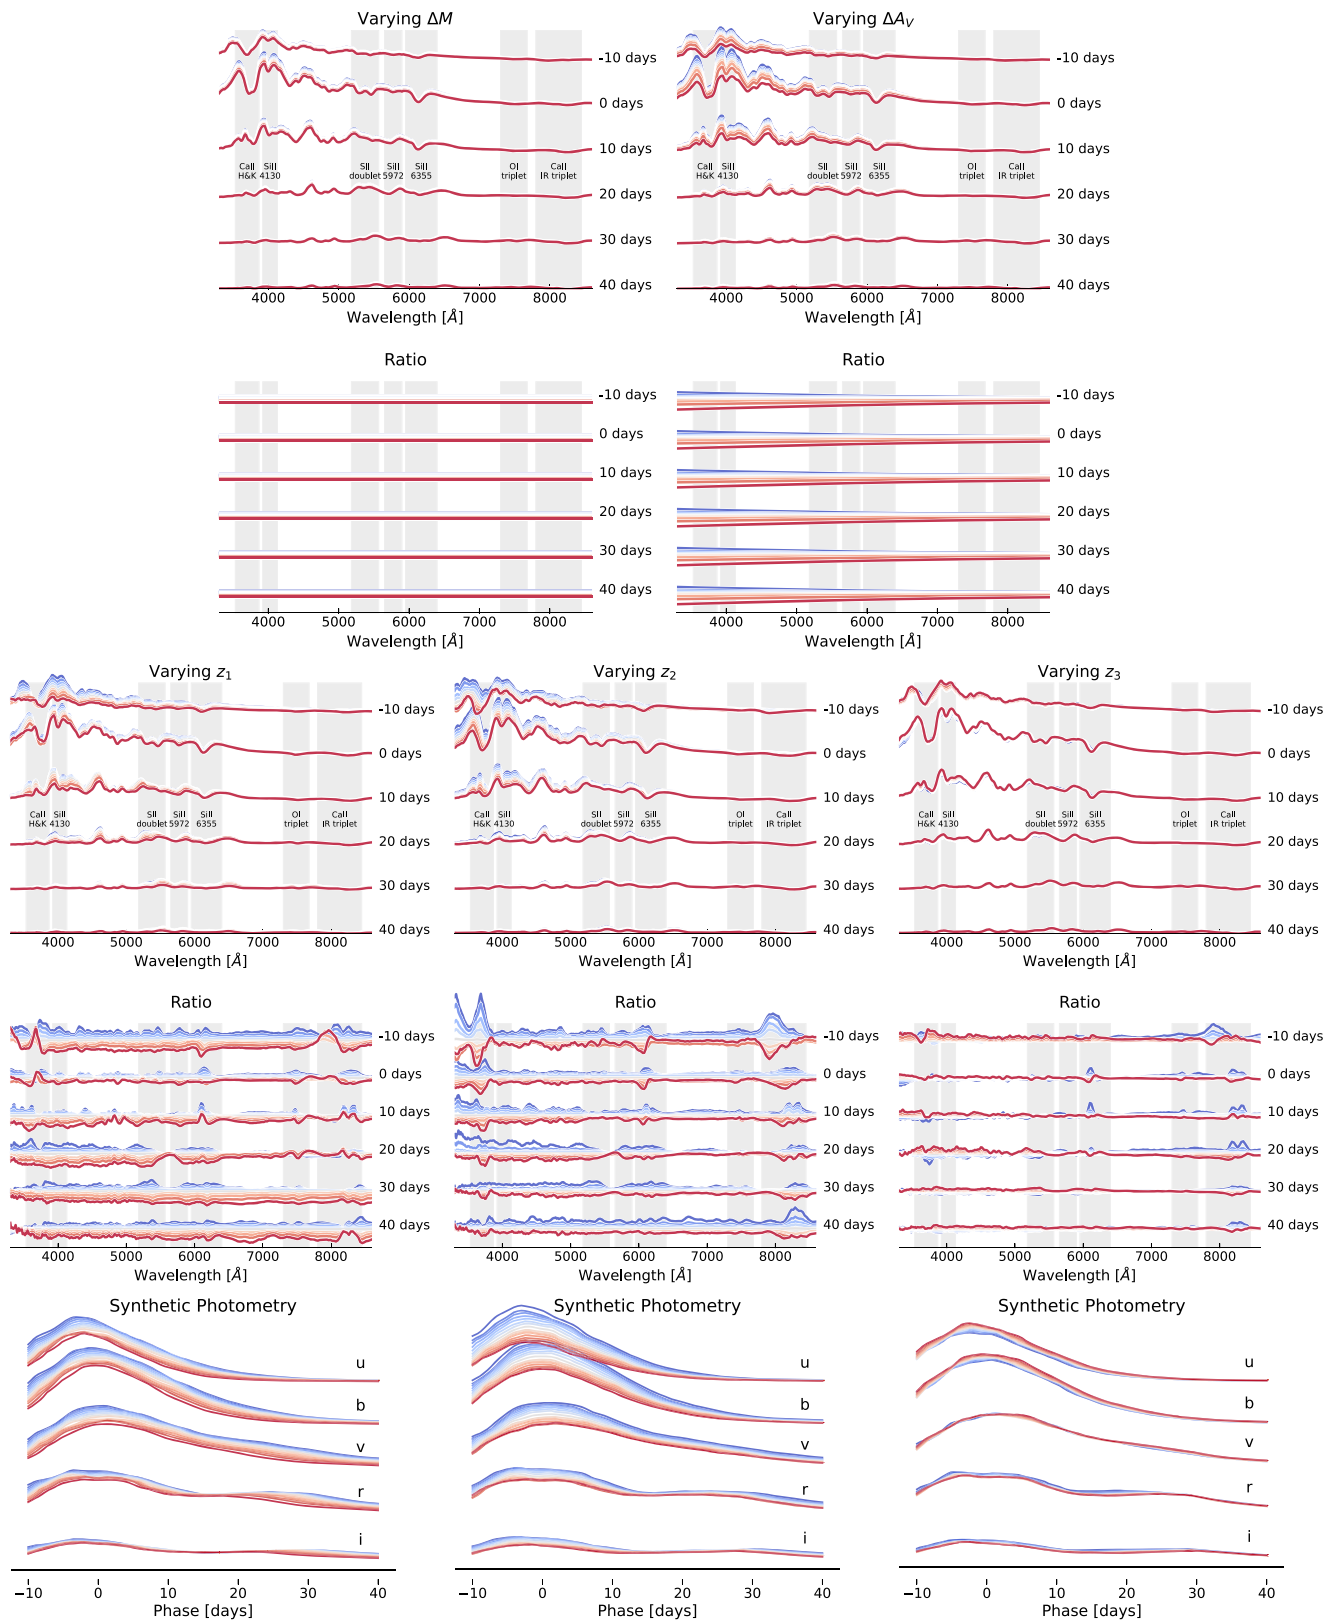 Varying ΔM
-10 days
0 days
10 days
CaII SiII SII SiII SiII OI CaII
H&K 4130 doublet 5972 6355 triplet IR triplet
20 days
30 days
40 days
4000 5000 6000 7000 8000
Wavelength [Å]
Varying ΔA_V
-10 days
0 days
10 days
CaII SiII SII SiII SiII OI CaII
H&K 4130 doublet 5972 6355 triplet IR triplet
20 days
30 days
40 days
4000 5000 6000 7000 8000
Wavelength [Å]
Ratio
-10 days
0 days
10 days
20 days
30 days
40 days
4000 5000 6000 7000 8000
Wavelength [Å]
Ratio
-10 days
0 days
10 days
20 days
30 days
40 days
4000 5000 6000 7000 8000
Wavelength [Å]
Varying z₁
-10 days
0 days
10 days
CaII SiII SII SiII SiII OI CaII
H&K 4130 doublet 5972 6355 triplet IR triplet
20 days
30 days
40 days
4000 5000 6000 7000 8000
Wavelength [Å]
Varying z₂
-10 days
0 days
10 days
CaII SiII SII SiII SiII OI CaII
H&K 4130 doublet 5972 6355 triplet IR triplet
20 days
30 days
40 days
4000 5000 6000 7000 8000
Wavelength [Å]
Varying z₃
-10 days
0 days
10 days
CaII SiII SII SiII SiII OI CaII
H&K 4130 doublet 5972 6355 triplet IR triplet
20 days
30 days
40 days
4000 5000 6000 7000 8000
Wavelength [Å]
Ratio
-10 days
0 days
10 days
20 days
30 days
40 days
4000 5000 6000 7000 8000
Wavelength [Å]
Ratio
-10 days
0 days
10 days
20 days
30 days
40 days
4000 5000 6000 7000 8000
Wavelength [Å]
Ratio
-10 days
0 days
10 days
20 days
30 days
40 days
4000 5000 6000 7000 8000
Wavelength [Å]
Synthetic Photometry
u
b
v
r
i
−10 0 10 20 30 40
Phase [days]
Synthetic Photometry
u
b
v
r
i
−10 0 10 20 30 40
Phase [days]
Synthetic Photometry
u
b
v
r
i
−10 0 10 20 30 40
Phase [days]